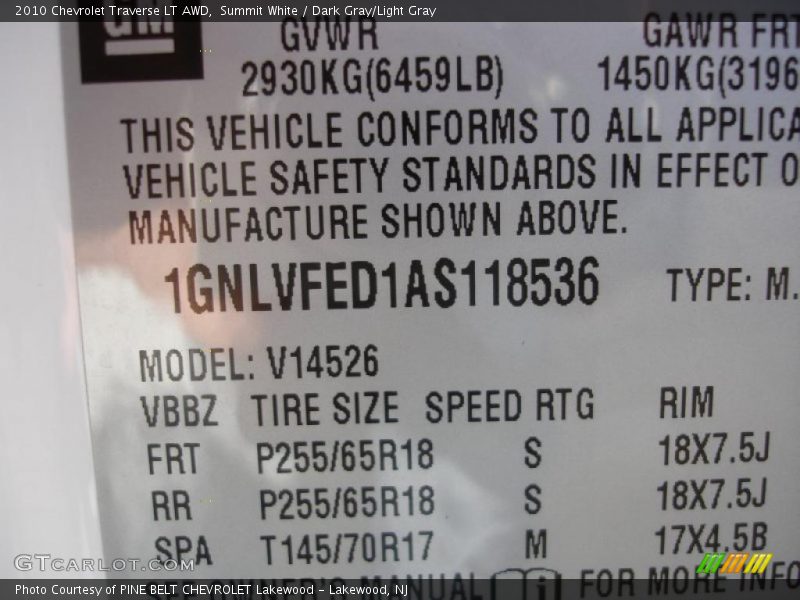 2010 Chevrolet Traverse LT AWD, Summit White / Dark Gray/Light Gray
GM
GVWR GAWR FRT
2930KG(6459LB) 1450KG(3196
THIS VEHICLE CONFORMS TO ALL APPLICA
VEHICLE SAFETY STANDARDS IN EFFECT O
MANUFACTURE SHOWN ABOVE.
1GNLVFED1AS118536 TYPE: M.
MODEL: V14526
VBBZ TIRE SIZE SPEED RTG RIM
FRT P255/65R18 S 18X7.5J
RR P255/65R18 S 18X7.5J
SPA T145/70R17 M 17X4.5B
SEE OWNER'S MANUAL FOR MORE INFO
GTCarLot.com
Photo Courtesy of PINE BELT CHEVROLET Lakewood - Lakewood, NJ